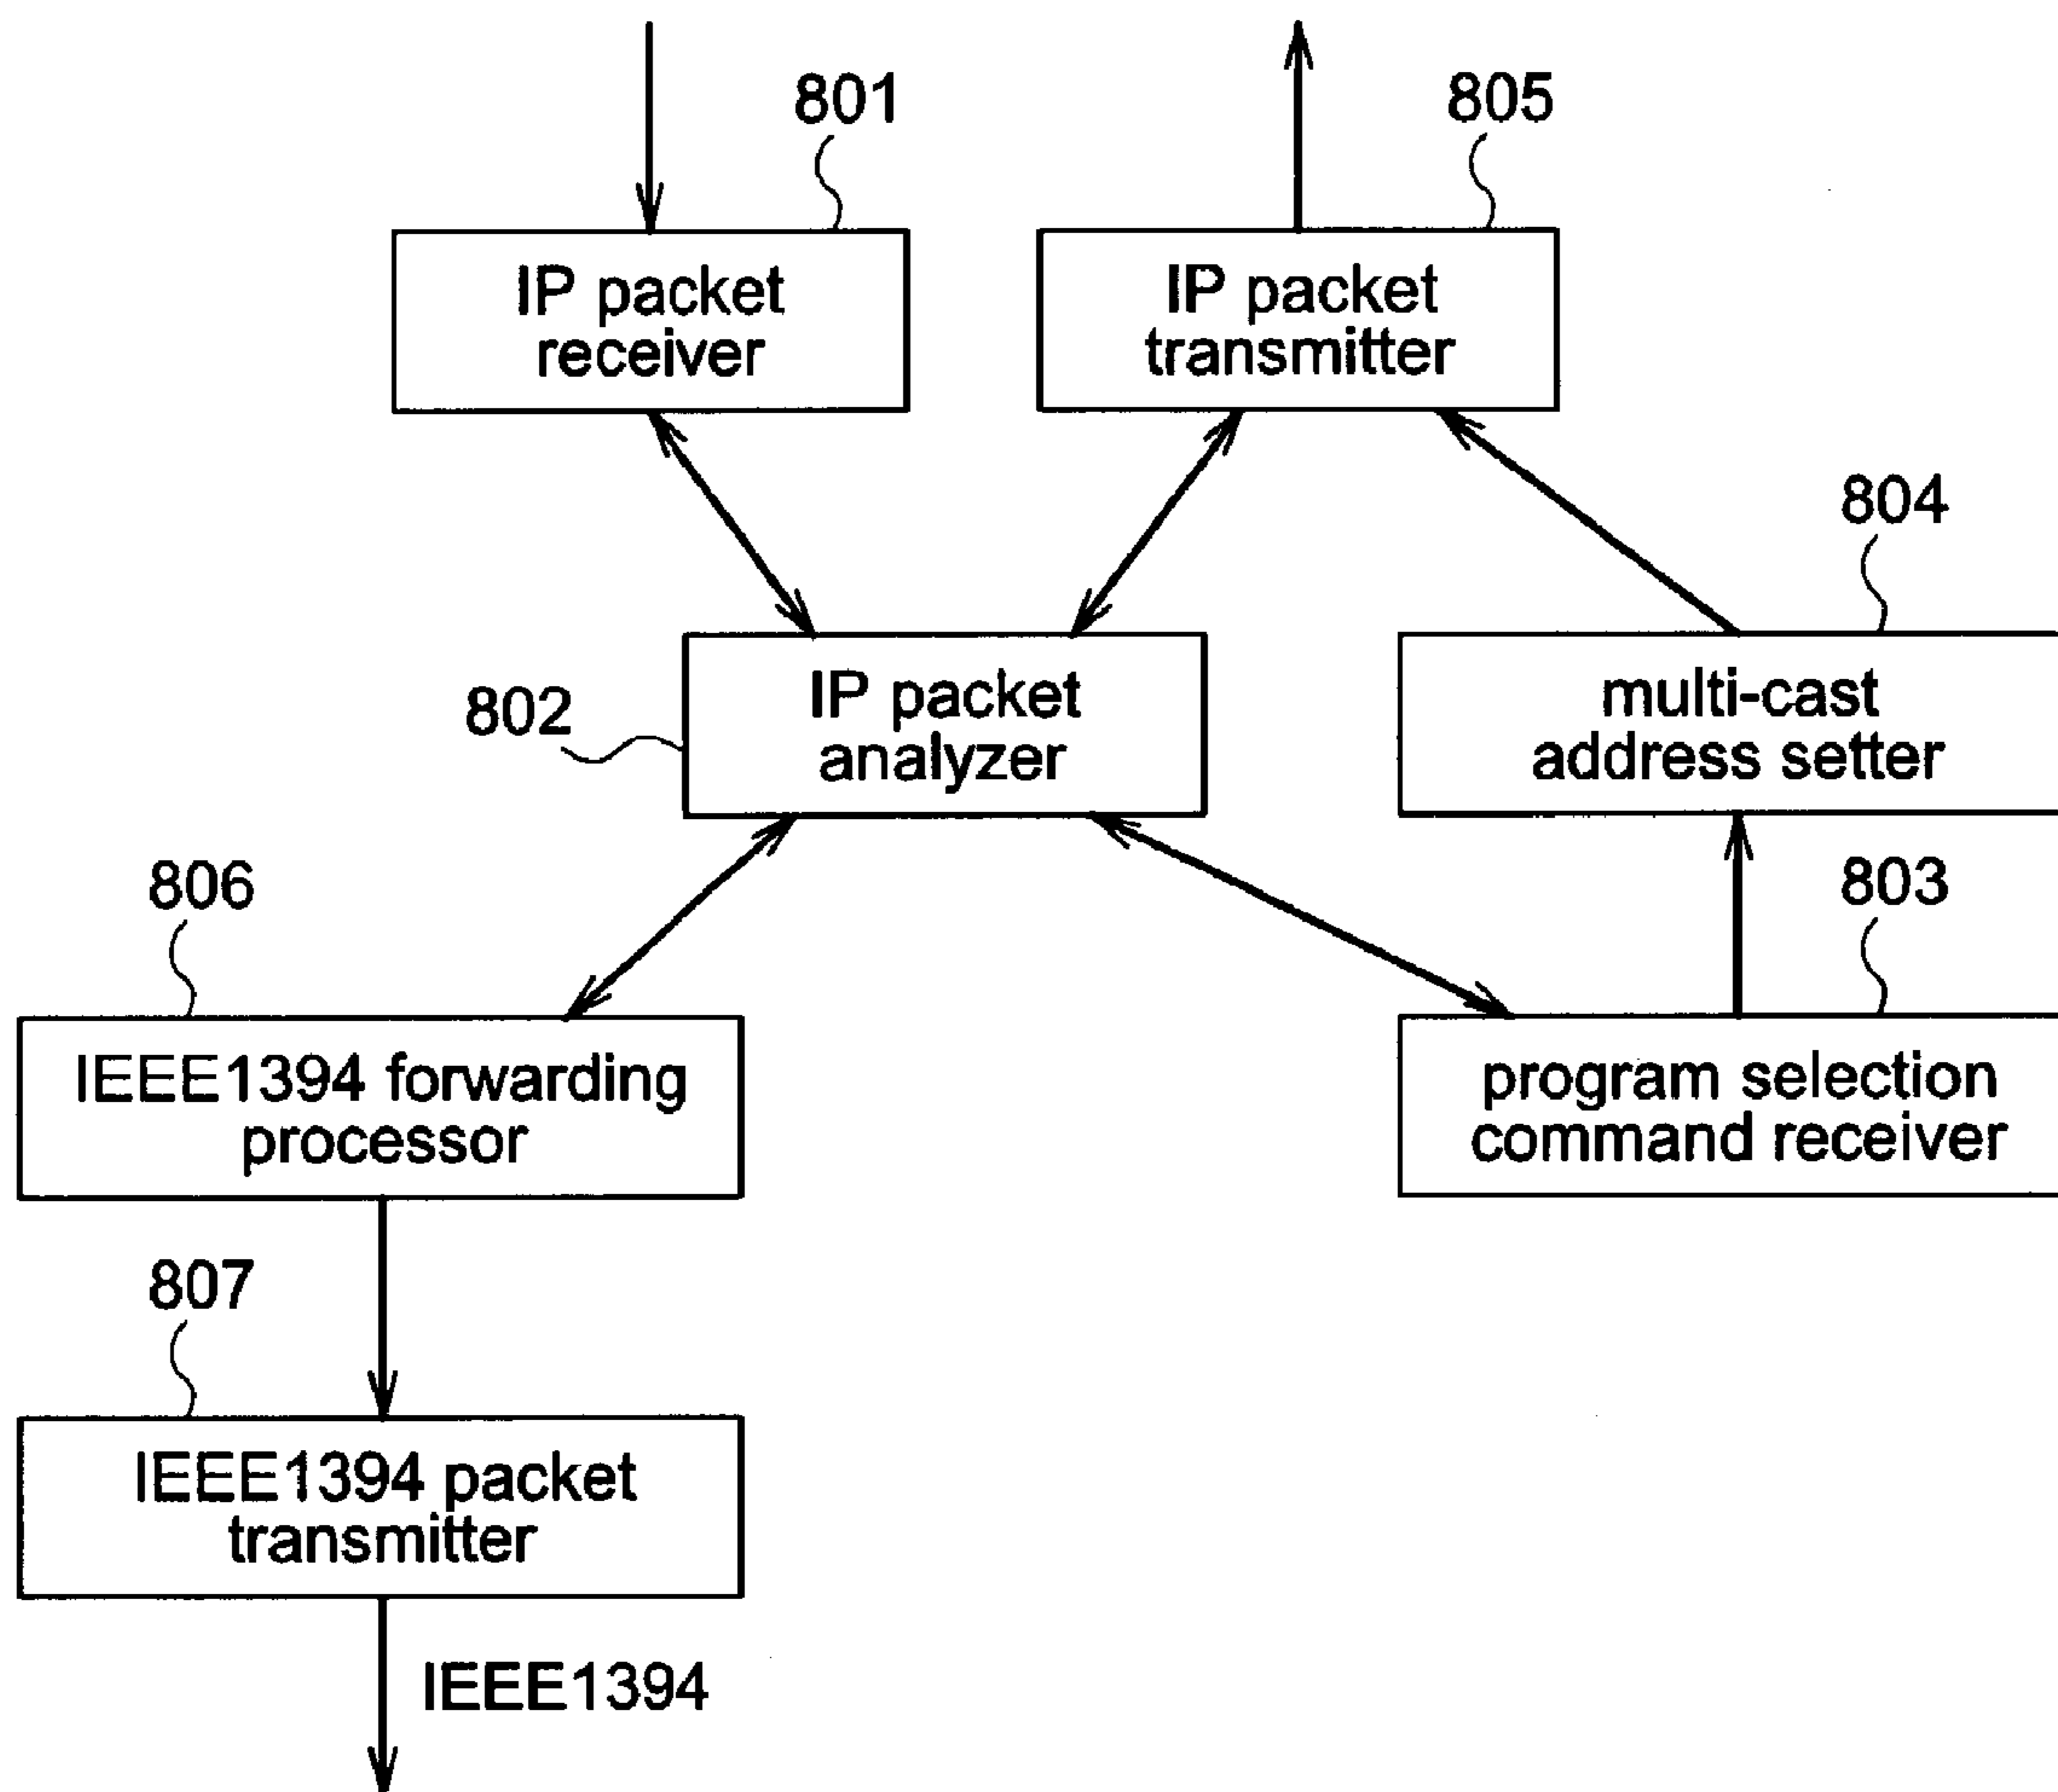 801
805
IP packet
receiver
IP packet
transmitter
804
802
IP packet
analyzer
multi-cast
address setter
806
803
IEEE1394 forwarding
processor
program selection
command receiver
807
IEEE1394 packet
transmitter
IEEE1394